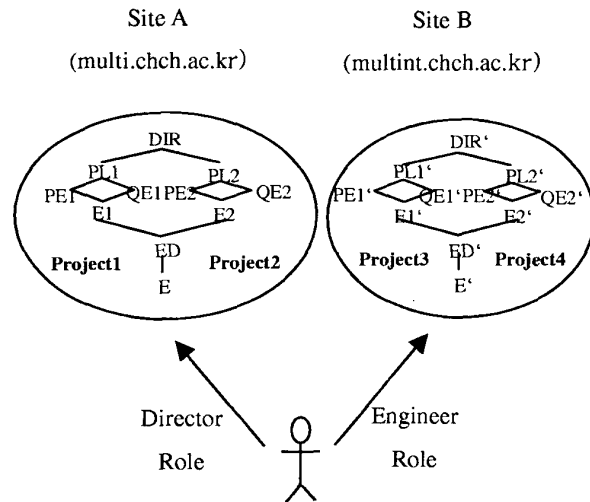 Site A
(multi.chch.ac.kr)
DIR
PL1 PL2
PE1 QE1 PE2 QE2
E1 E2
ED
Project1 Project2
E
Site B
(multint.chch.ac.kr)
DIR‘
PL1‘ PL2‘
PE1‘ QE1‘ PE2‘ QE2‘
E1‘ E2‘
ED‘
Project3 Project4
E‘
Director
Role
Engineer
Role